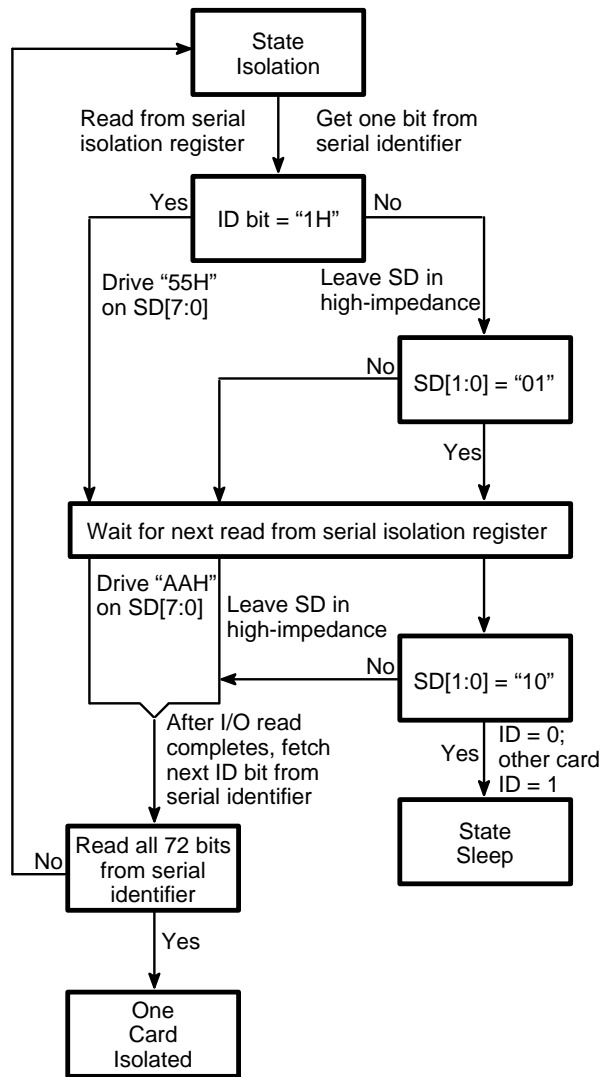 State
Isolation
Read from serial
isolation register
Get one bit from
serial identifier
Yes
ID bit = “1H”
No
Drive “55H”
on SD[7:0]
Leave SD in
high-impedance
No
SD[1:0] = “01”
Yes
Wait for next read from serial isolation register
Drive “AAH”
on SD[7:0]
Leave SD in
high-impedance
No
SD[1:0] = “10”
After I/O read
completes, fetch
next ID bit from
serial identifier
Yes
ID = 0;
other card
ID = 1
State
Sleep
No
Read all 72 bits
from serial
identifier
Yes
One
Card
Isolated